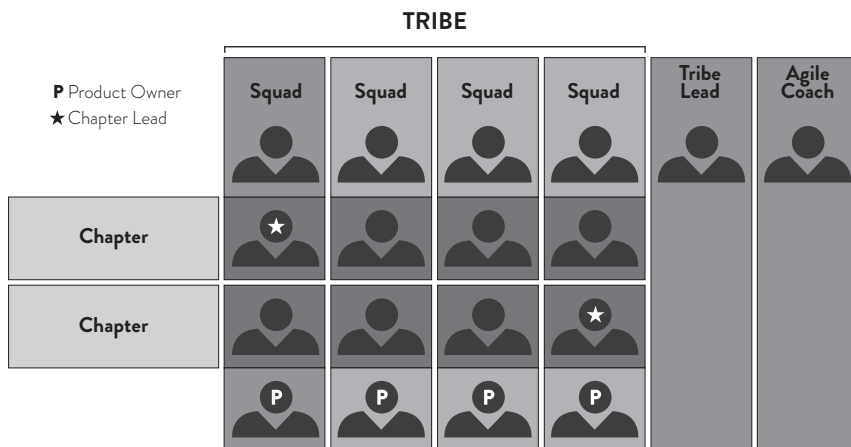 TRIBE
P Product Owner
★ Chapter Lead
Squad
Squad
Squad
Squad
Tribe
Lead
Agile
Coach
Chapter
★
Chapter
★
P
P
P
P